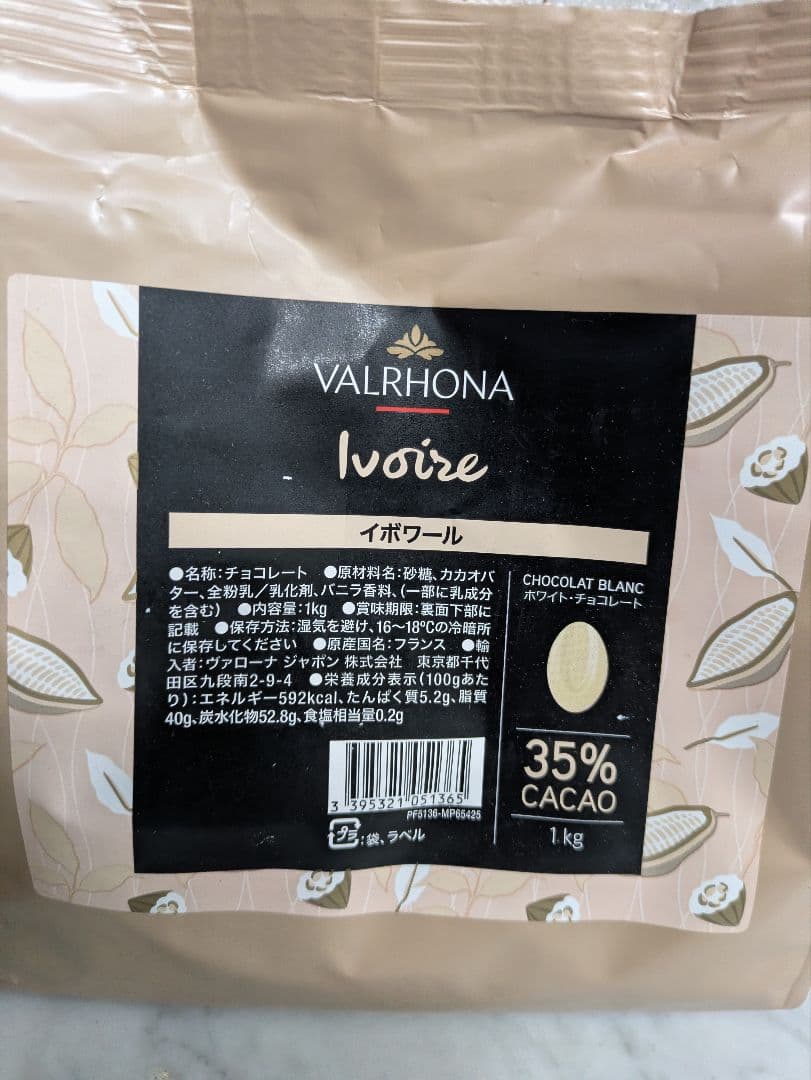 VALRHONA
Ivoire
イボワール
●名称:チョコレート ●原材料名:砂糖、カカオバ
ター、全粉乳/乳化剤、バニラ香料、(一部に乳成分
を含む) ●内容量:1kg ●賞味期限:裏面下部に
記載 ●保存方法:湿気を避け、16〜18℃の冷暗所
に保存してください ●原産国名:フランス ●輸
入者:ヴァローナ ジャポン 株式会社 東京都千代
田区九段南2-9-4 ●栄養成分表示(100gあた
り):エネルギー592kcal、たんぱく質5.2g、脂質
40g、炭水化物52.8g、食塩相当量0.2g
3 395321 051365
PF5136-MP65425
プラ:袋、ラベル
CHOCOLAT BLANC
ホワイト・チョコレート
35%
CACAO
1kg